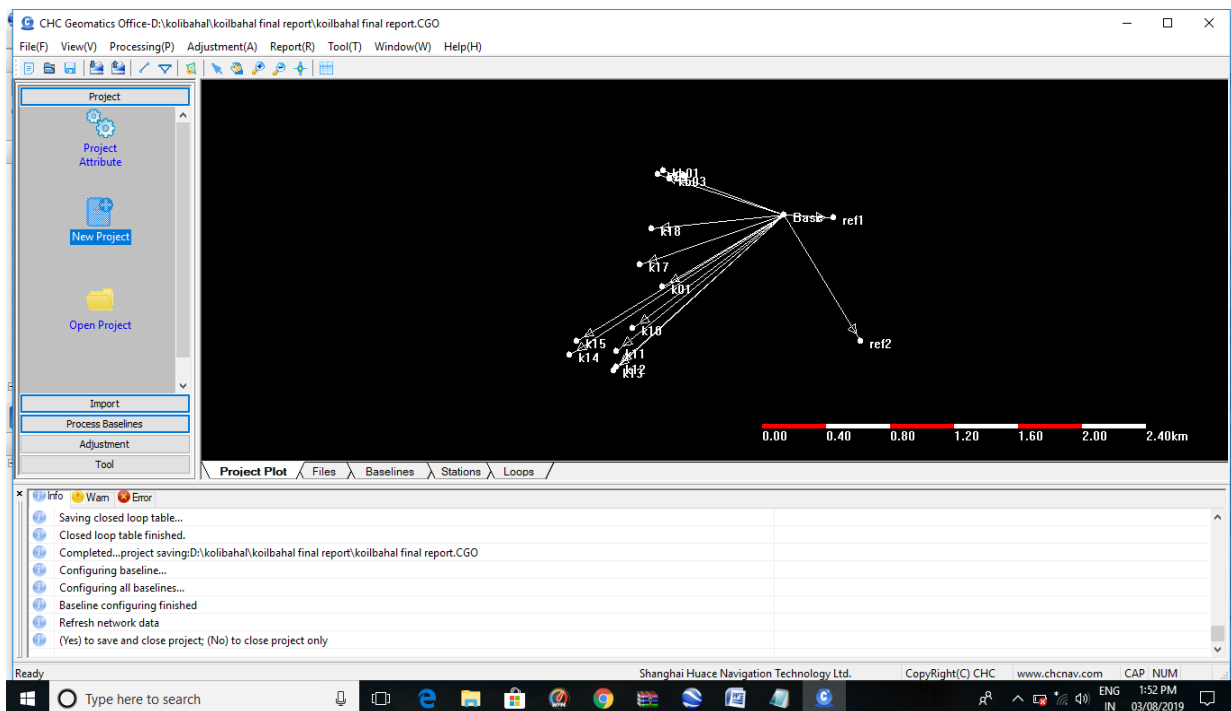 CHC Geomatics Office-D:\kolibahal\koilbahal final report\koilbahal final report.CGO
File(F) View(V) Processing(P) Adjustment(A) Report(R) Tool(T) Window(W) Help(H)
Project
Project
Attribute
New Project
Open Project
Import
Process Baselines
Adjustment
Tool
kb01
kb03
Base
ref1
k18
k17
k01
k10
k15
k14
k11
k12
k13
ref2
0.00 0.40 0.80 1.20 1.60 2.00 2.40km
Project Plot Files Baselines Stations Loops
Info Warn Error
Saving closed loop table...
Closed loop table finished.
Completed...project saving:D:\kolibahal\koilbahal final report\koilbahal final report.CGO
Configuring baseline...
Configuring all baselines...
Baseline configuring finished
Refresh network data
(Yes) to save and close project; (No) to close project only
Ready Shanghai Huace Navigation Technology Ltd. CopyRight(C) CHC www.chcnav.com CAP NUM
Type here to search
ENG
IN
1:52 PM
03/08/2019